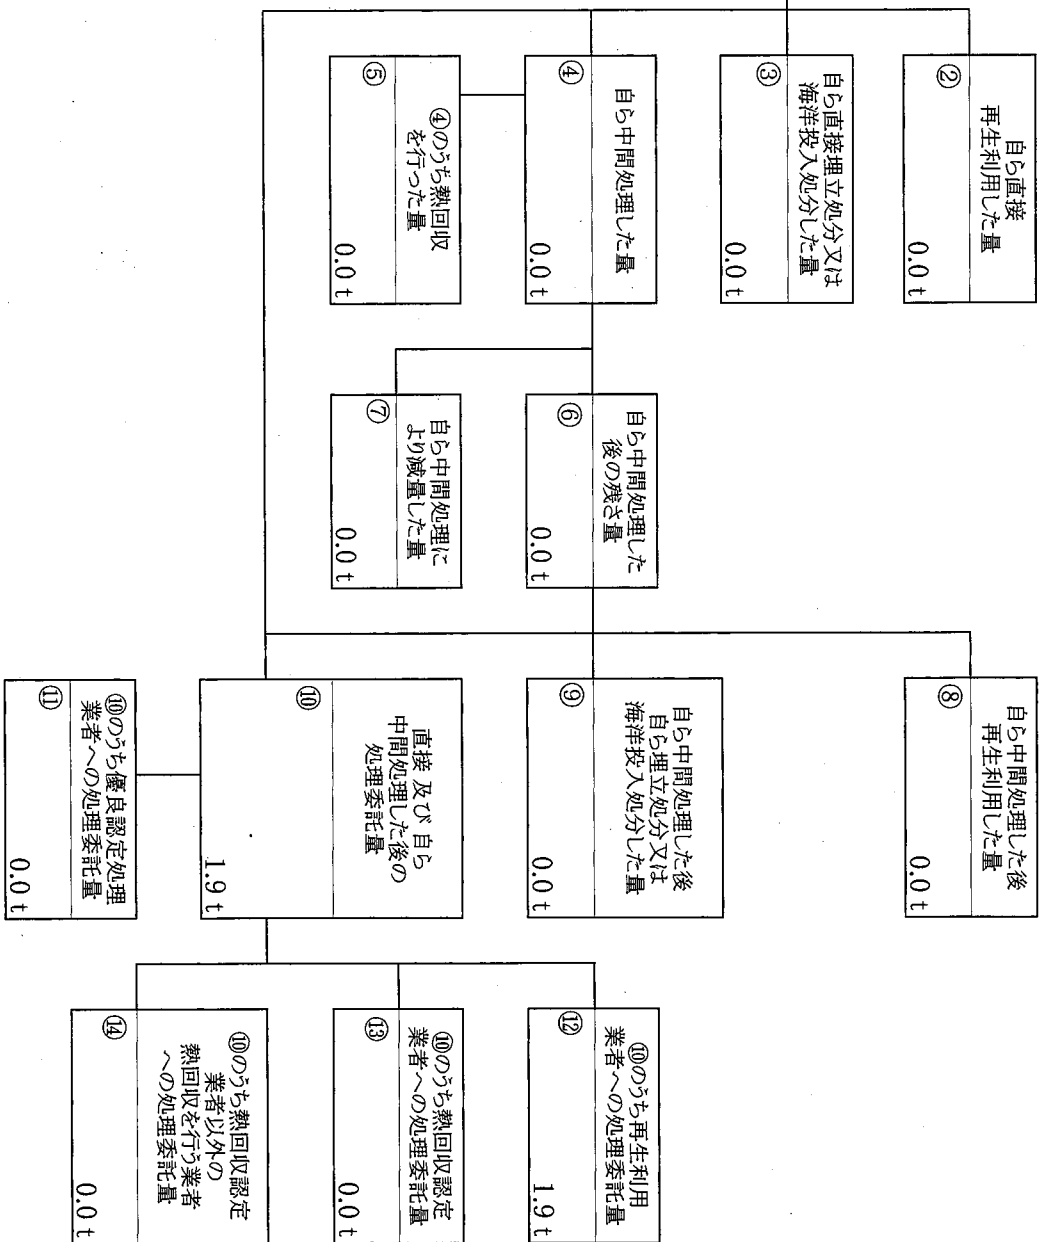 自ら直接
再生利用した量
②
0.0 t
自ら直接埋立処分又は
海洋投入処分した量
③
0.0 t
自ら中間処理した量
④
0.0 t
④のうち熱回収
を行った量
⑤
0.0 t
自ら中間処理した
後の残さ量
⑥
0.0 t
自ら中間処理に
より減量した量
⑦
0.0 t
自ら中間処理した後
再生利用した量
⑧
0.0 t
自ら中間処理した後
自ら埋立処分又は
海洋投入処分した量
⑨
0.0 t
直接 及び 自ら
中間処理した後の
処理委託量
⑩
1.9 t
⑩のうち優良認定処理
業者への処理委託量
⑪
0.0 t
⑩のうち再生利用
業者への処理委託量
⑫
1.9 t
⑩のうち熱回収認定
業者への処理委託量
⑬
0.0 t
⑩のうち熱回収認定
業者以外の
熱回収を行う業者
への処理委託量
⑭
0.0 t